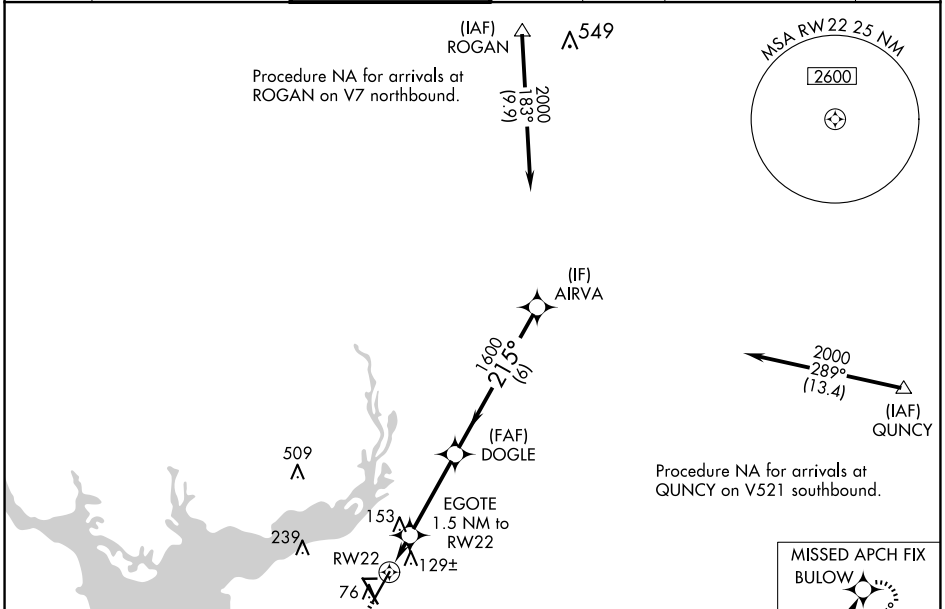 (IAF)
ROGAN
549
Procedure NA for arrivals at
ROGAN on V7 northbound.
2000
183°
(9.9)
MSA RW22 25 NM
2600
(IF)
AIRVA
1600
215°
(6)
2000
289°
(13.4)
(IAF)
QUNCY
(FAF)
DOGLE
Procedure NA for arrivals at
QUNCY on V521 southbound.
509
EGOTE
1.5 NM to
RW22
153
239
RW22
129±
76
MISSED APCH FIX
BULOW